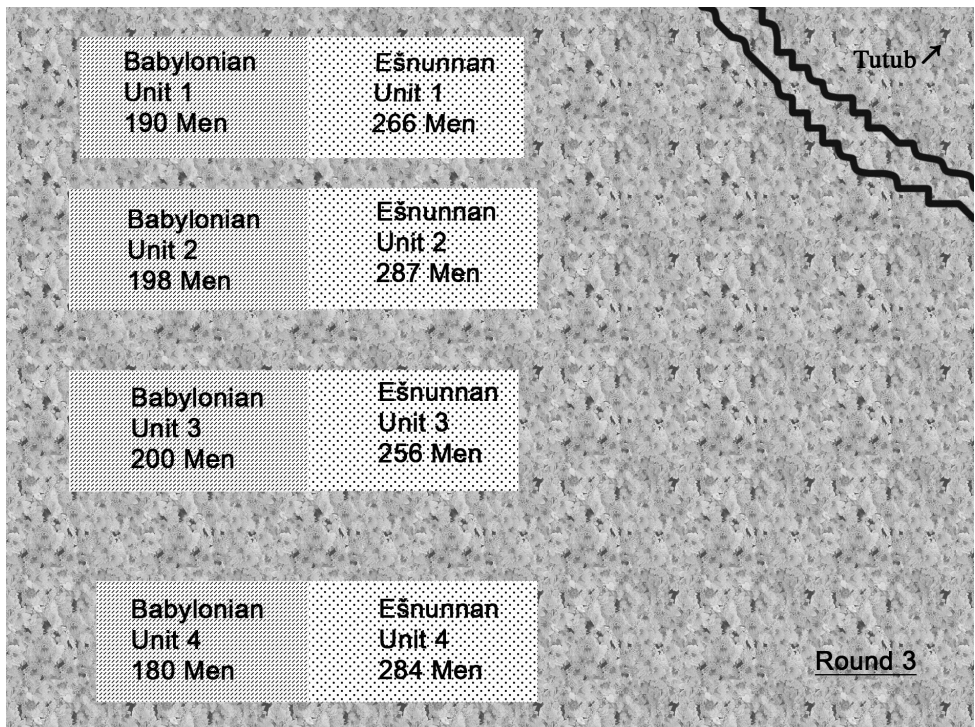 Babylonian
Unit 1
190 Men
Ešnunnan
Unit 1
266 Men
Tutub
Babylonian
Unit 2
198 Men
Ešnunnan
Unit 2
287 Men
Babylonian
Unit 3
200 Men
Ešnunnan
Unit 3
256 Men
Babylonian
Unit 4
180 Men
Ešnunnan
Unit 4
284 Men
Round 3